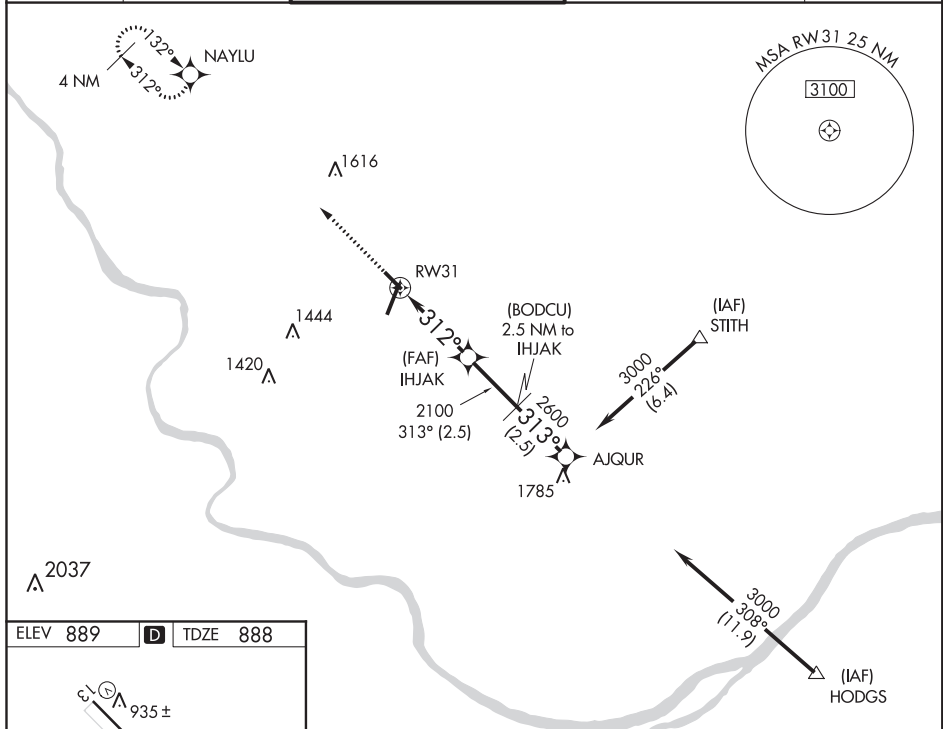 132°
NAYLU
4 NM
312°
MSA RW31 25 NM
3100
1616
RW31
312°
(BODCU)
2.5 NM to
IHJAK
(IAF)
STITH
1444
1420
(FAF)
IHJAK
3000
226°
(6.4)
2100
313° (2.5)
2600
313°
(2.5)
AJQUR
1785
2037
3000
308°
(11.9)
(IAF)
HODGS
ELEV 889 D TDZE 888
13
V
935 ±